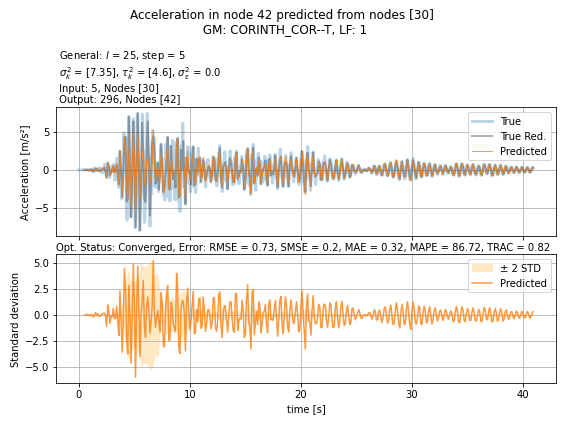 Acceleration in node 42 predicted from nodes [30]
GM: CORINTH_COR--T, LF: 1
General: l = 25, step = 5
σ²ₖ = [7.35], τ²ₖ = [4.6], σ²ε = 0.0
Input: 5, Nodes [30]
Output: 296, Nodes [42]
True
True Red.
Predicted
Acceleration [m/s²]
5
0
−5
Opt. Status: Converged, Error: RMSE = 0.73, SMSE = 0.2, MAE = 0.32, MAPE = 86.72, TRAC = 0.82
± 2 STD
Predicted
Standard deviation
5.0
2.5
0.0
−2.5
−5.0
0 10 20 30 40
time [s]